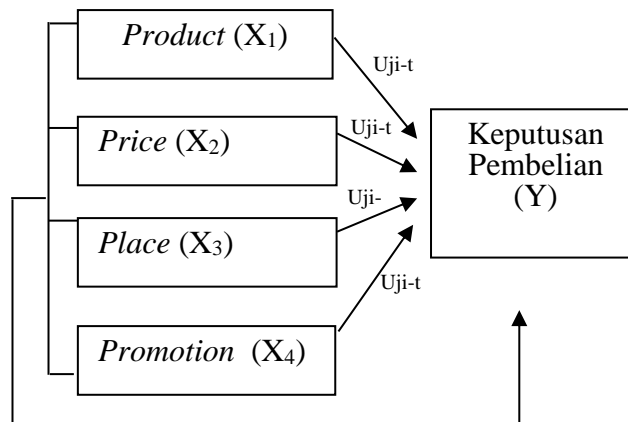 Product (X₁)
Uji-t
Price (X₂)
Uji-t
Keputusan
Pembelian
(Y)
Uji-
Place (X₃)
Uji-t
Promotion (X₄)